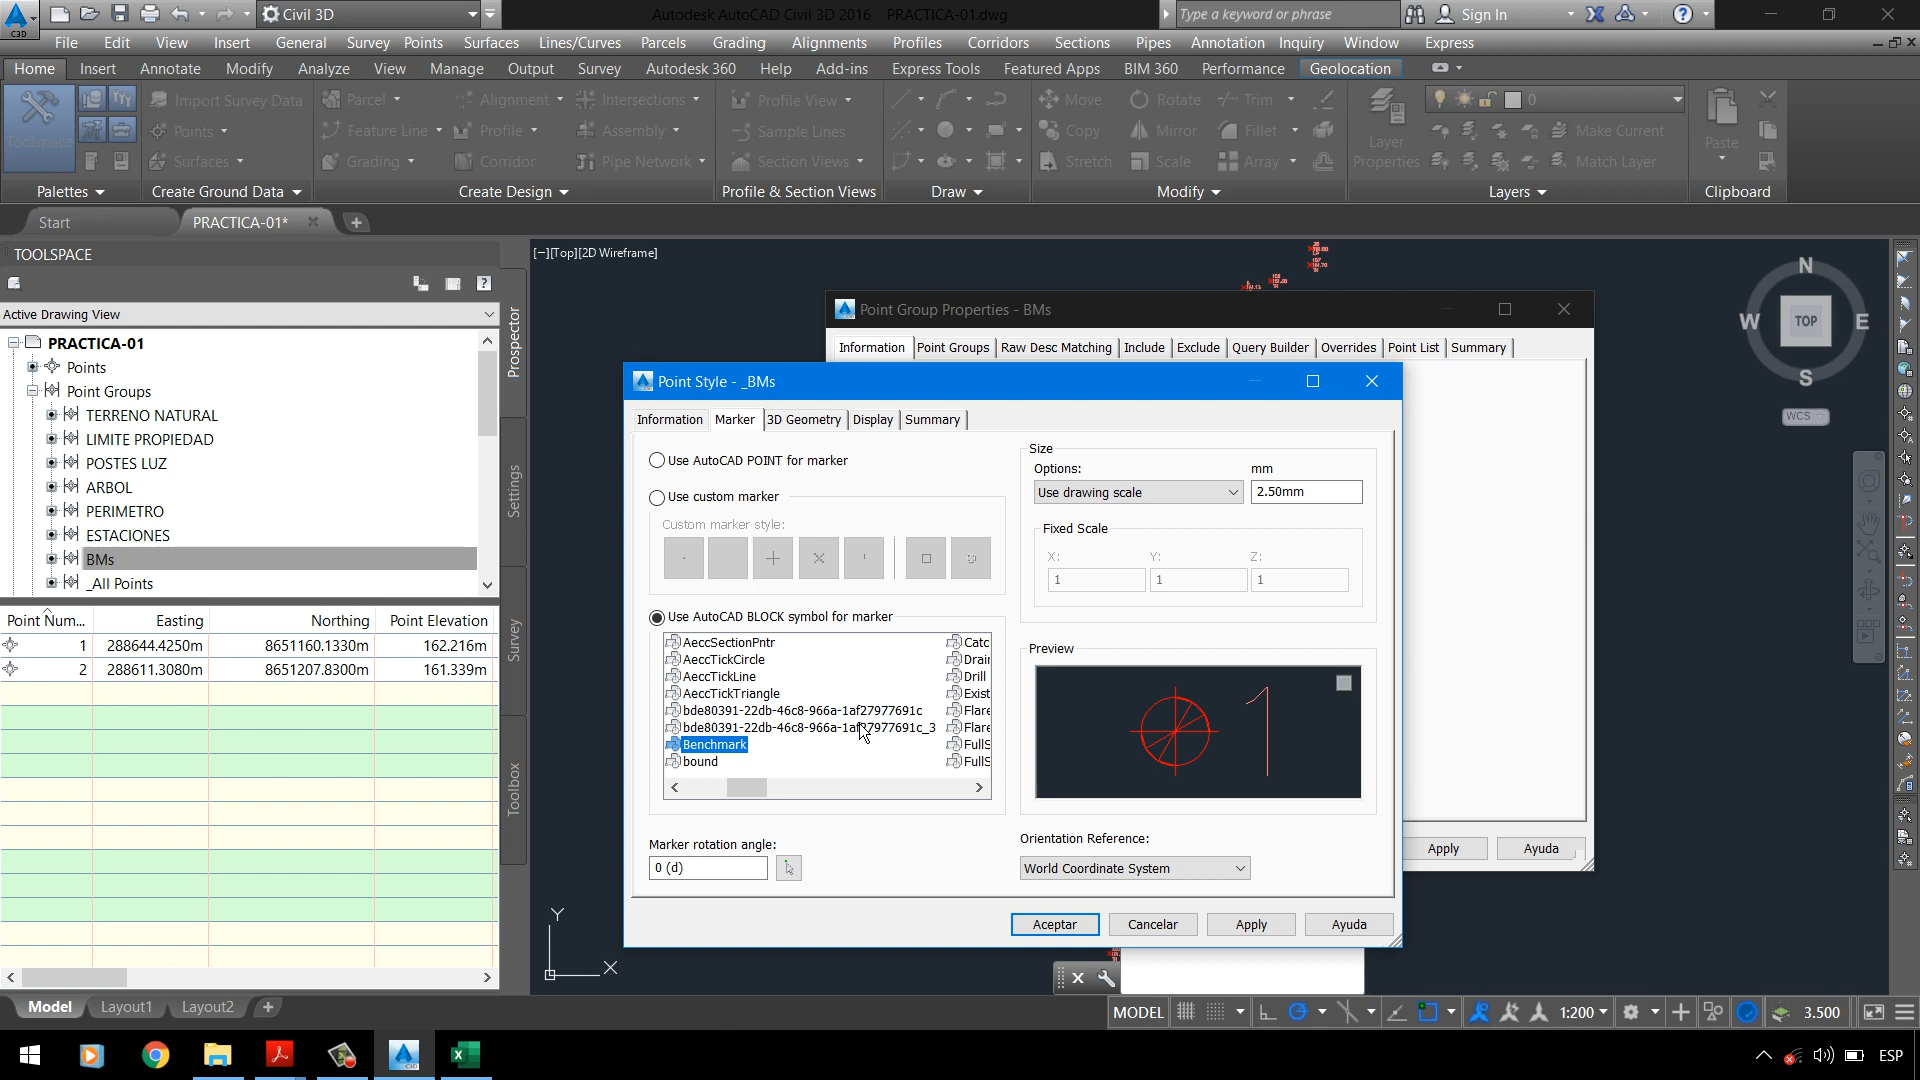 Civil 3D
Autodesk AutoCAD Civil 3D 2016 PRACTICA-01.dwg
Type a keyword or phrase
Sign In
C3D
File Edit View Insert General Survey Points Surfaces Lines/Curves Parcels Grading Alignments Profiles Corridors Sections Pipes Annotation Inquiry Window Express
Home Insert Annotate Modify Analyze View Manage Output Survey Autodesk 360 Help Add-ins Express Tools Featured Apps BIM 360 Performance Geolocation
Import Survey Data Parcel Alignment Intersections Profile View Move Rotate Trim 0
Toolspace Points Feature Line Profile Assembly Sample Lines Copy Mirror Fillet Layer Properties Make Current Paste
Surfaces Grading Corridor Pipe Network Section Views Stretch Scale Array Match Layer
Palettes Create Ground Data Create Design Profile & Section Views Draw Modify Layers Clipboard
Start PRACTICA-01*
TOOLSPACE
Active Drawing View
PRACTICA-01
Points
Point Groups
TERRENO NATURAL
LIMITE PROPIEDAD
POSTES LUZ
ARBOL
PERIMETRO
ESTACIONES
BMs
_All Points
Prospector
Settings
Survey
Toolbox
Point Num... Easting Northing Point Elevation
1 288644.4250m 8651160.1330m 162.216m
2 288611.3080m 8651207.8300m 161.339m
[−][Top][2D Wireframe]
N
W TOP E
S
WCS
Point Group Properties - BMs
Information Point Groups Raw Desc Matching Include Exclude Query Builder Overrides Point List Summary
Apply Ayuda
Point Style - _BMs
Information Marker 3D Geometry Display Summary
Use AutoCAD POINT for marker
Use custom marker
Custom marker style:
Use AutoCAD BLOCK symbol for marker
AeccSectionPntr Catc
AeccTickCircle Drain
AeccTickLine Drill
AeccTickTriangle Exist
bde80391-22db-46c8-966a-1af27977691c Flare
bde80391-22db-46c8-966a-1af27977691c_3 Flare
Benchmark FullS
bound FullS
Marker rotation angle:
0 (d)
Size
Options: mm
Use drawing scale 2.50mm
Fixed Scale
X: Y: Z:
1 1 1
Preview
1
Orientation Reference:
World Coordinate System
Aceptar Cancelar Apply Ayuda
Y
X
Model Layout1 Layout2
MODEL 1:200 3.500
ESP